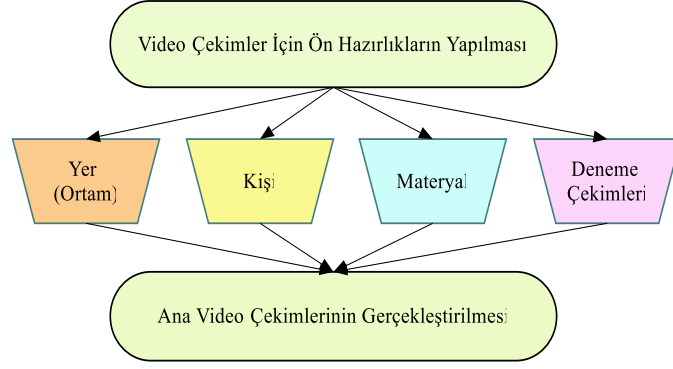 Video Çekimler İçin Ön Hazırlıkların Yapılması
Yer
(Ortam)
Kişi
Materyal
Deneme
Çekimleri
Ana Video Çekimlerinin Gerçekleştirilmesi